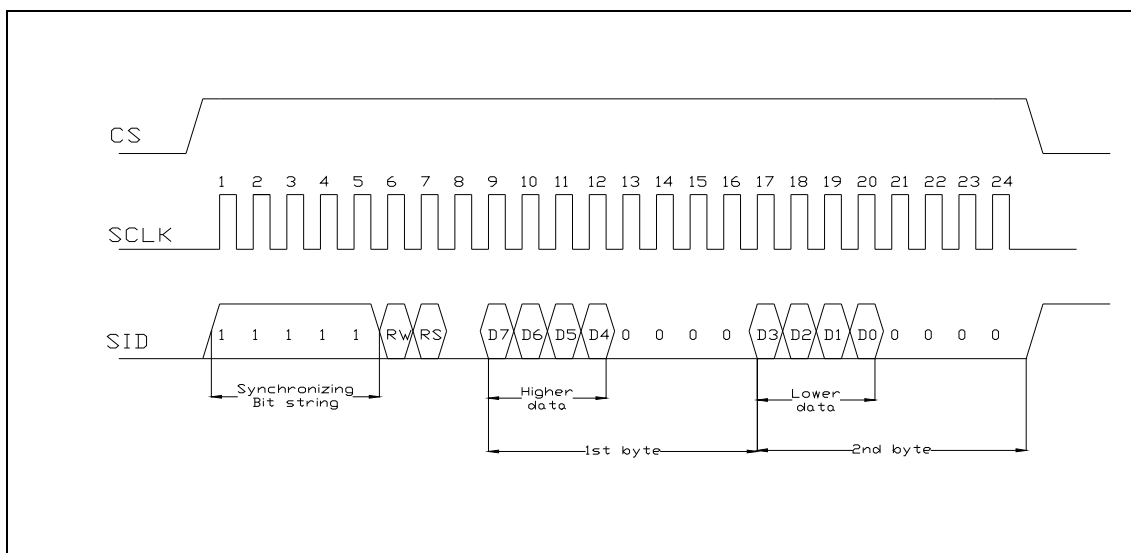 CS
1 2 3 4 5 6 7 8 9 10 11 12 13 14 15 16 17 18 19 20 21 22 23 24
SCLK
SID 1 1 1 1 1 RW RS D7 D6 D5 D4 0 0 0 0 D3 D2 D1 D0 0 0 0 0
Synchronizing
Bit string
Higher
data
Lower
data
1st byte
2nd byte